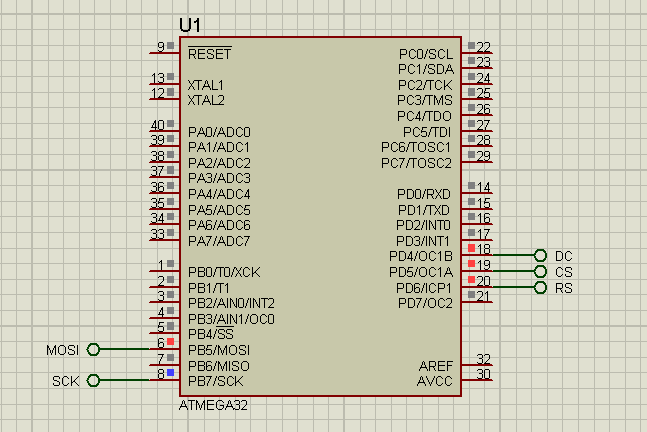 U1
9 RESET PC0/SCL 22
PC1/SDA 23
13 XTAL1 PC2/TCK 24
12 XTAL2 PC3/TMS 25
PC4/TDO 26
40 PA0/ADC0 PC5/TDI 27
39 PA1/ADC1 PC6/TOSC1 28
38 PA2/ADC2 PC7/TOSC2 29
37 PA3/ADC3
36 PA4/ADC4 PD0/RXD 14
35 PA5/ADC5 PD1/TXD 15
34 PA6/ADC6 PD2/INT0 16
33 PA7/ADC7 PD3/INT1 17
PD4/OC1B 18 DC
1 PB0/T0/XCK PD5/OC1A 19 CS
2 PB1/T1 PD6/ICP1 20 RS
3 PB2/AIN0/INT2 PD7/OC2 21
4 PB3/AIN1/OC0
5 PB4/SS
MOSI 6 PB5/MOSI
7 PB6/MISO AREF 32
SCK 8 PB7/SCK AVCC 30
ATMEGA32